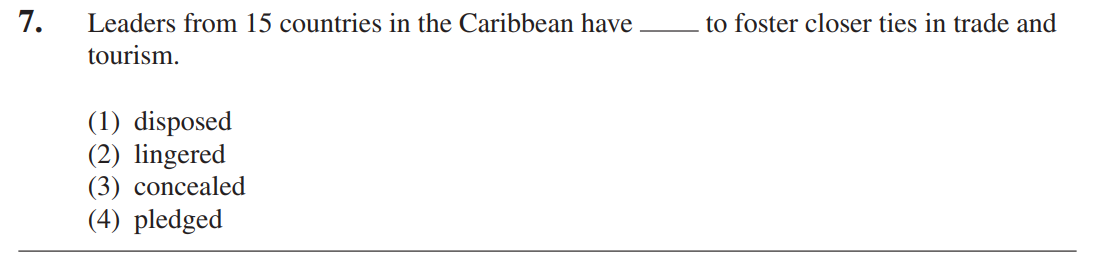 7. Leaders from 15 countries in the Caribbean have _____ to foster closer ties in trade and
tourism.
(1) disposed
(2) lingered
(3) concealed
(4) pledged